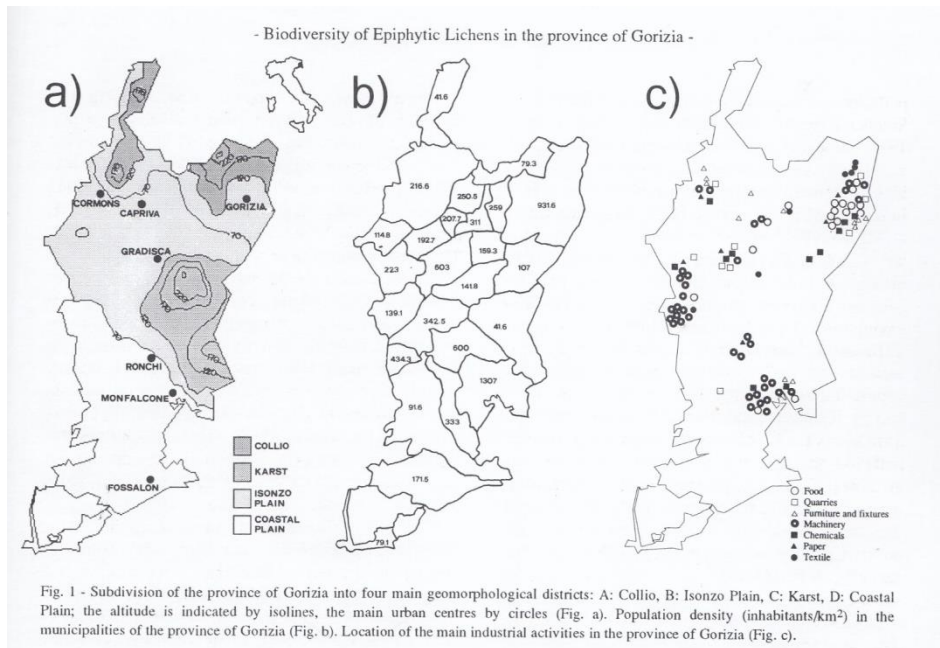 - Biodiversity of Epiphytic Lichens in the province of Gorizia -
a)
b)
c)
CORMONS
CAPRIVA
GORIZIA
GRADISCA
RONCHI
MONFALCONE
FOSSALON
70
COLLIO
KARST
ISONZO
PLAIN
COASTAL
PLAIN
41.6
79.3
216.6
250.5
259
931.6
207.7
311
114.8
192.7
159.3
223
603
107
141.8
139.1
342.5
41.6
434.3
600
1307
91.6
333
171.5
79.1
Food
Quarries
Furniture and fixtures
Machinery
Chemicals
Paper
Textile
Fig. 1 - Subdivision of the province of Gorizia into four main geomorphological districts: A: Collio, B: Isonzo Plain, C: Karst, D: Coastal
Plain; the altitude is indicated by isolines, the main urban centres by circles (Fig. a). Population density (inhabitants/km²) in the
municipalities of the province of Gorizia (Fig. b). Location of the main industrial activities in the province of Gorizia (Fig. c).